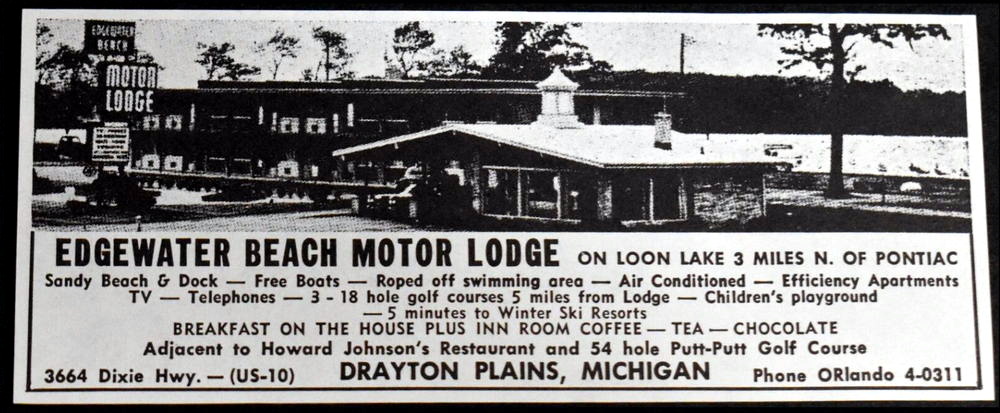 EDGEWATER
BEACH
MOTOR
LODGE
EDGEWATER BEACH MOTOR LODGE ON LOON LAKE 3 MILES N. OF PONTIAC
Sandy Beach & Dock — Free Boats — Roped off swimming area — Air Conditioned — Efficiency Apartments
TV — Telephones — 3 - 18 hole golf courses 5 miles from Lodge — Children's playground
— 5 minutes to Winter Ski Resorts
BREAKFAST ON THE HOUSE PLUS INN ROOM COFFEE — TEA — CHOCOLATE
Adjacent to Howard Johnson's Restaurant and 54 hole Putt-Putt Golf Course
3664 Dixie Hwy. — (US-10) DRAYTON PLAINS, MICHIGAN Phone ORlando 4-0311